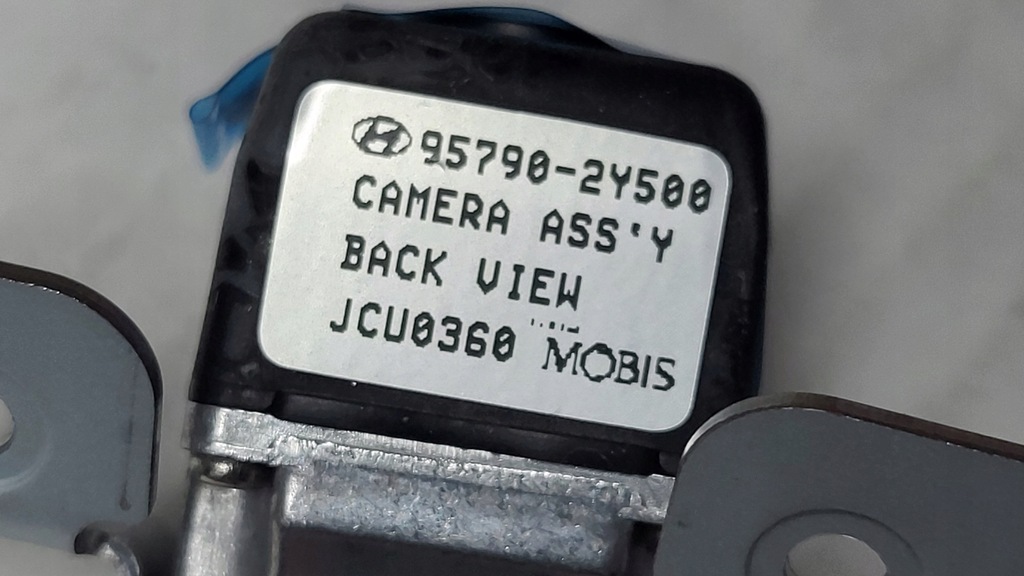 95790-2Y500
CAMERA ASS'Y
BACK VIEW
JCU0360 MOBIS